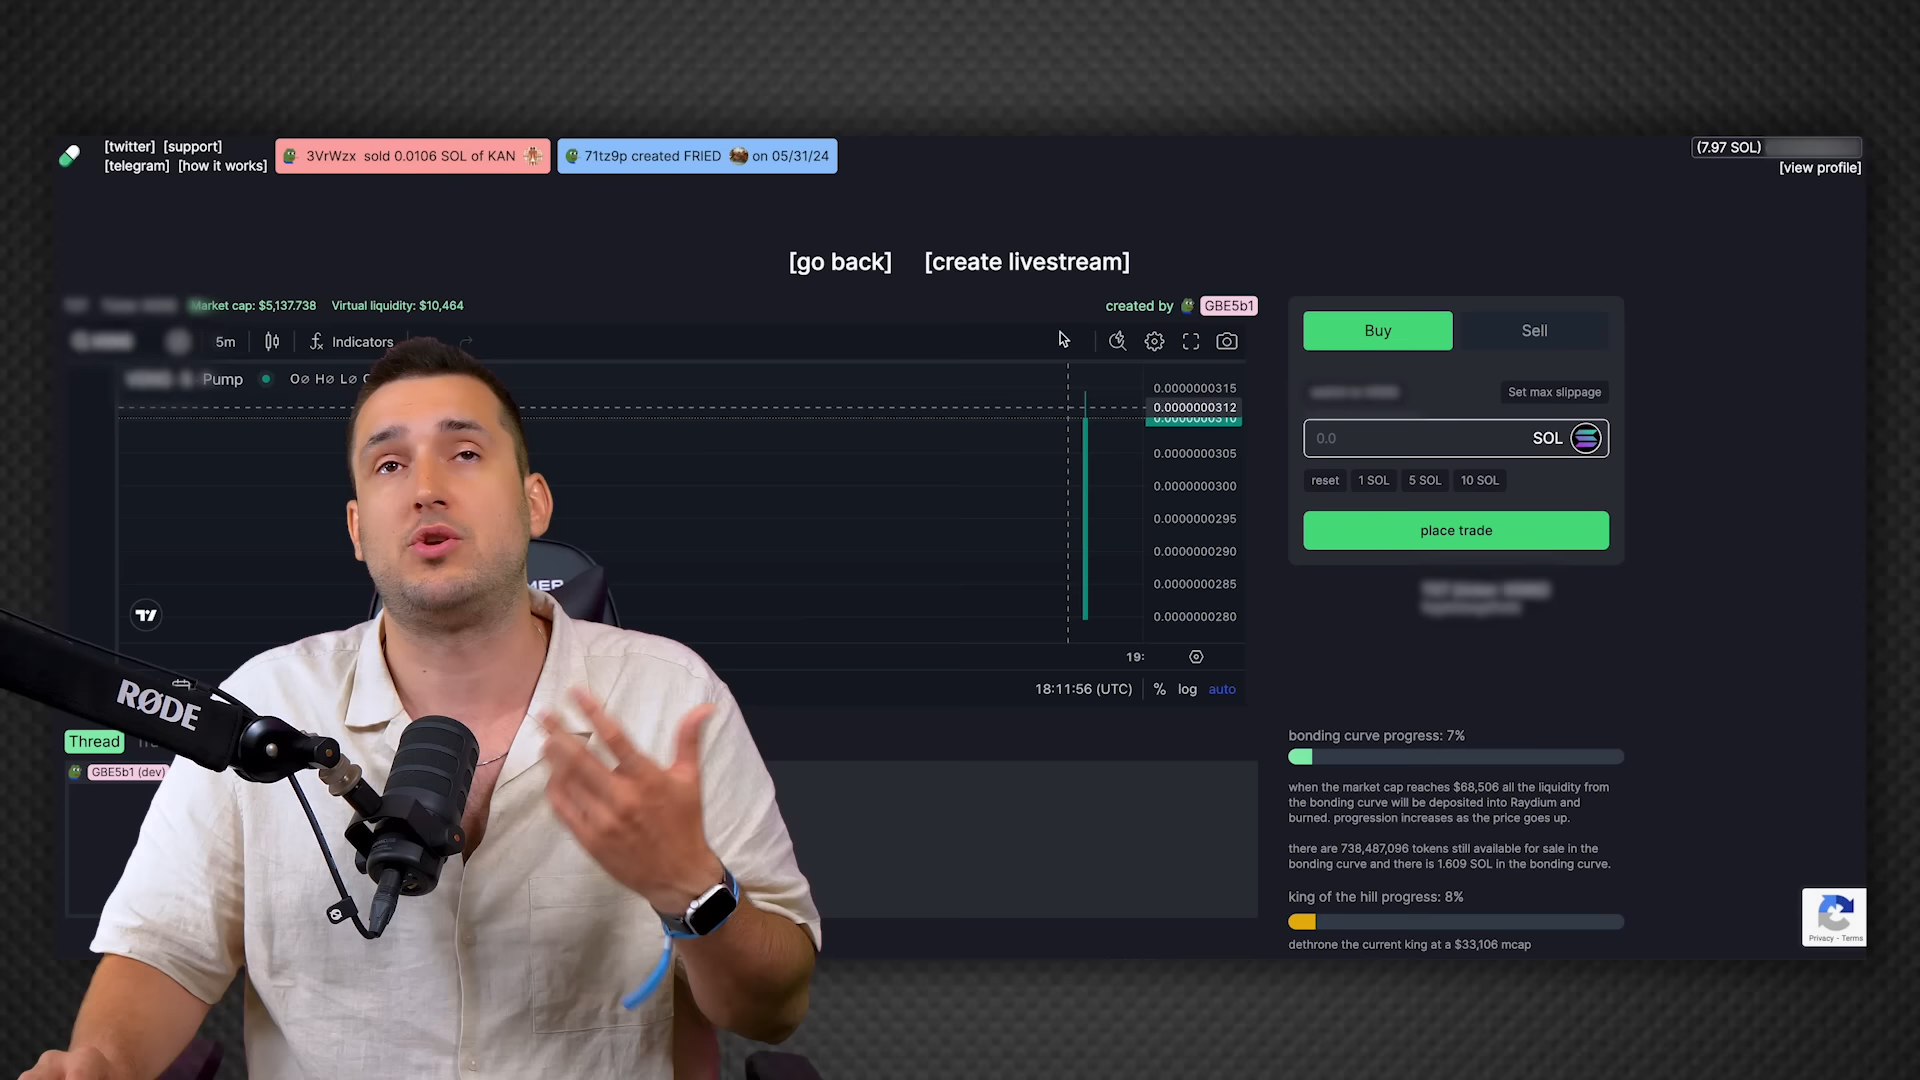 [twitter] [support]
[telegram] [how it works]
3VrWzx sold 0.0106 SOL of KAN
71tz9p created FRIED on 05/31/24
(7.97 SOL)
[view profile]
[go back] [create livestream]
Market cap: $5,137.738 Virtual liquidity: $10,464
created by GBE5b1
5m Indicators
Pump
0.0000000315
0.0000000312
0.0000000310
0.0000000305
0.0000000300
0.0000000295
0.0000000290
0.0000000285
0.0000000280
19:
18:11:56 (UTC) % log auto
Buy Sell
Set max slippage
0.0 SOL
reset 1 SOL 5 SOL 10 SOL
place trade
bonding curve progress: 7%
when the market cap reaches $68,506 all the liquidity from
the bonding curve will be deposited into Raydium and
burned. progression increases as the price goes up.
there are 738,487,096 tokens still available for sale in the
bonding curve and there is 1.609 SOL in the bonding curve.
king of the hill progress: 8%
dethrone the current king at a $33,106 mcap
Privacy - Terms
Thread
GBE5b1 (dev)
RØDE